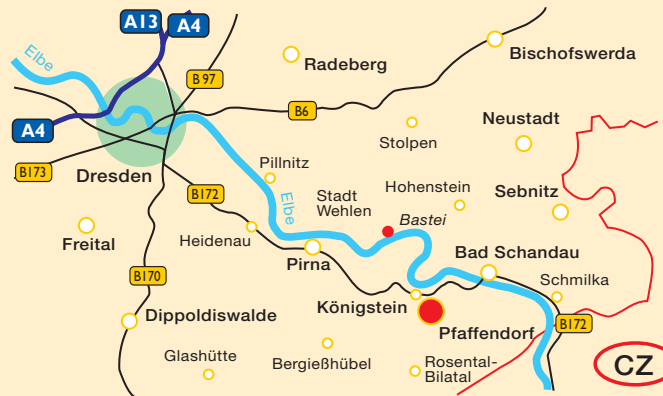 A13
A4
Elbe
B 97
Radeberg
Bischofswerda
B6
A4
Stolpen
Neustadt
B173
Dresden
Pillnitz
B172
Elbe
Stadt
Wehlen
Hohenstein
Sebnitz
Bastei
Freital
Heidenau
Pirna
Bad Schandau
B170
Königstein
Schmilka
Dippoldiswalde
Pfaffendorf
B172
Glashütte
Bergießhübel
Rosental-
Bilatal
CZ